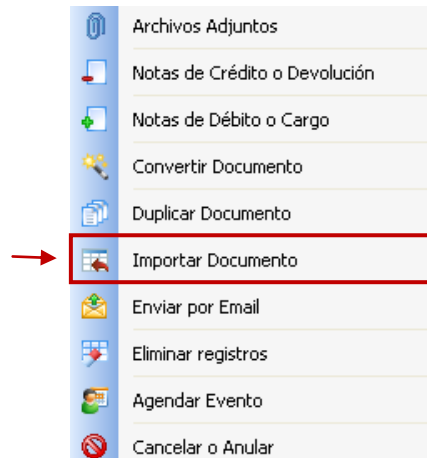 Archivos Adjuntos
Notas de Crédito o Devolución
Notas de Débito o Cargo
Convertir Documento
Duplicar Documento
Importar Documento
Enviar por Email
Eliminar registros
Agendar Evento
Cancelar o Anular